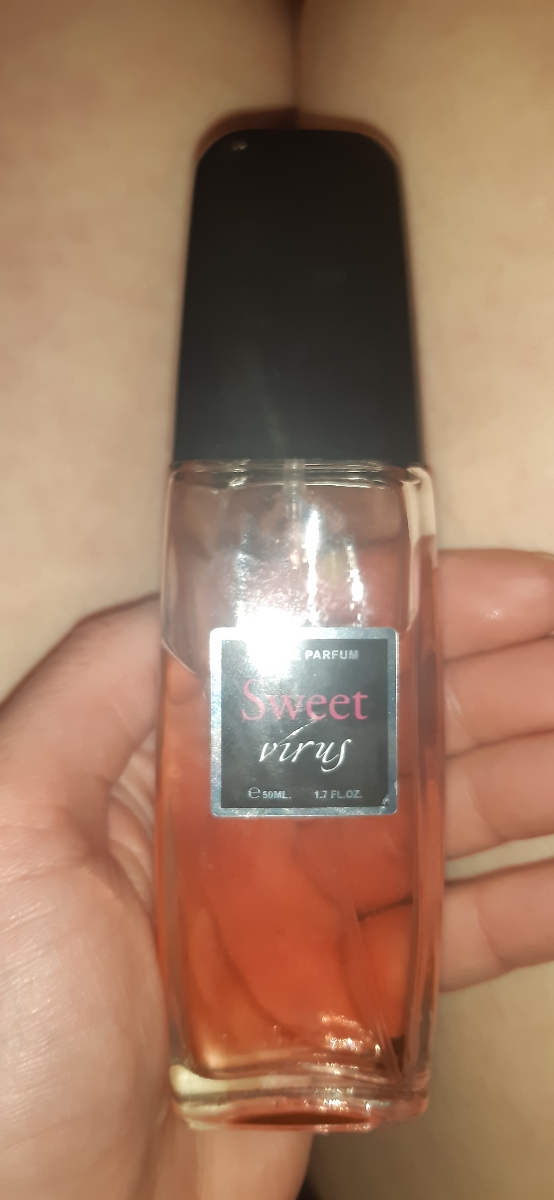 PARFUM
Sweet
virus
℮ 50ML. 1.7 FL.OZ.